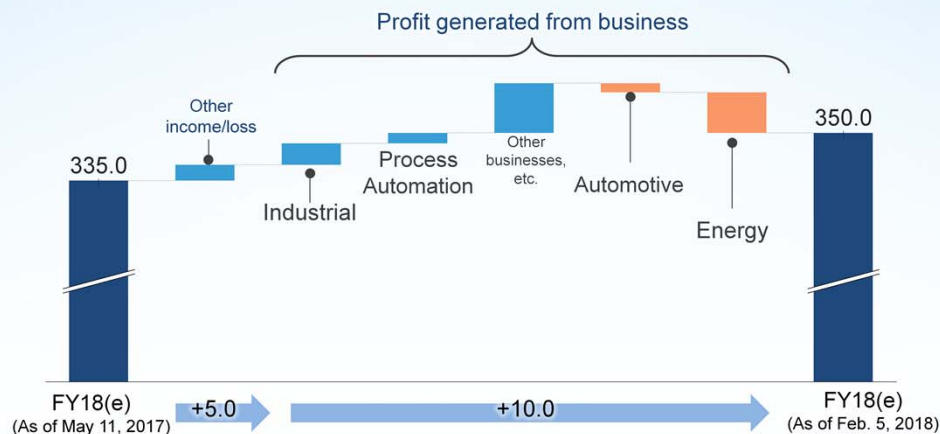 Profit generated from business
Other
income/loss
335.0
Industrial
Process
Automation
Other
businesses,
etc.
Automotive
Energy
350.0
FY18(e)
(As of May 11, 2017)
+5.0
+10.0
FY18(e)
(As of Feb. 5, 2018)